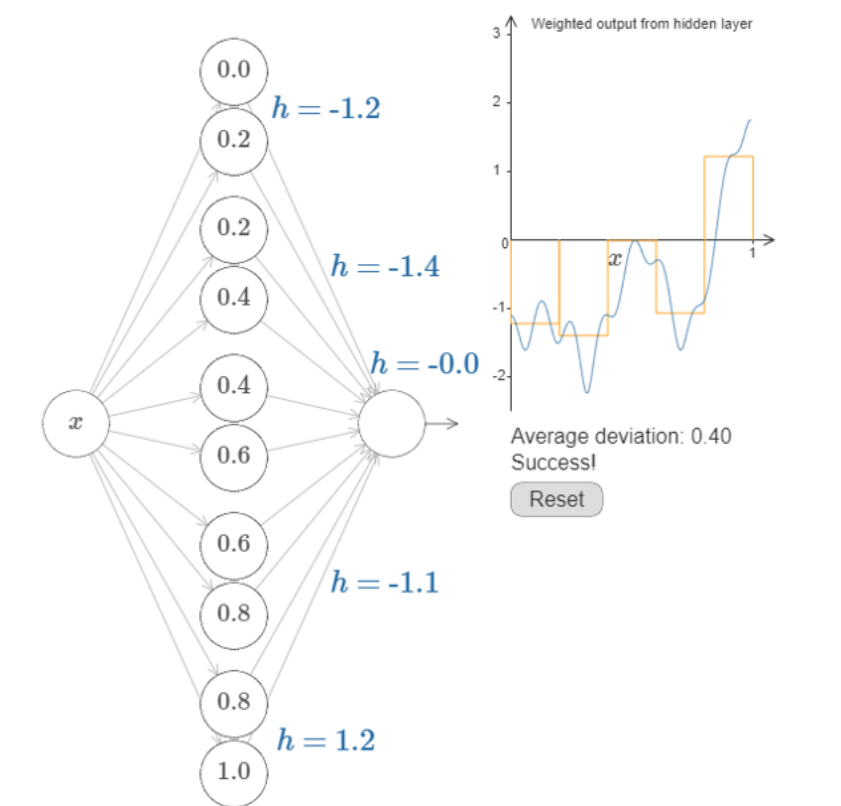 0.0
h = -1.2
0.2
0.2
h = -1.4
0.4
h = -0.0
0.4
x
0.6
0.6
h = -1.1
0.8
0.8
h = 1.2
1.0
Weighted output from hidden layer
3
2
1
0
x
1
-1
-2
Average deviation: 0.40
Success!
Reset